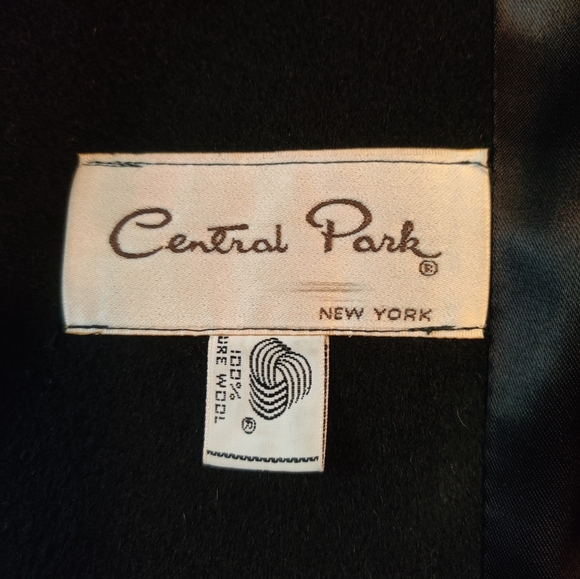 Central Park®
NEW YORK
100%
URE WOOL
®